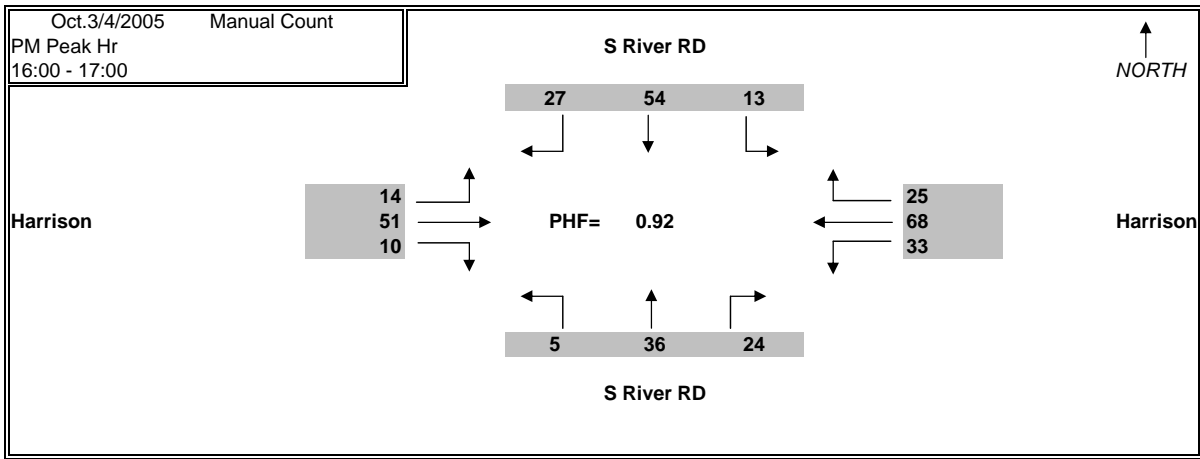 Oct.3/4/2005 Manual Count
PM Peak Hr
16:00 - 17:00
S River RD
NORTH
27 54 13
14
51
10
Harrison
PHF= 0.92
25
68
33
Harrison
5 36 24
S River RD